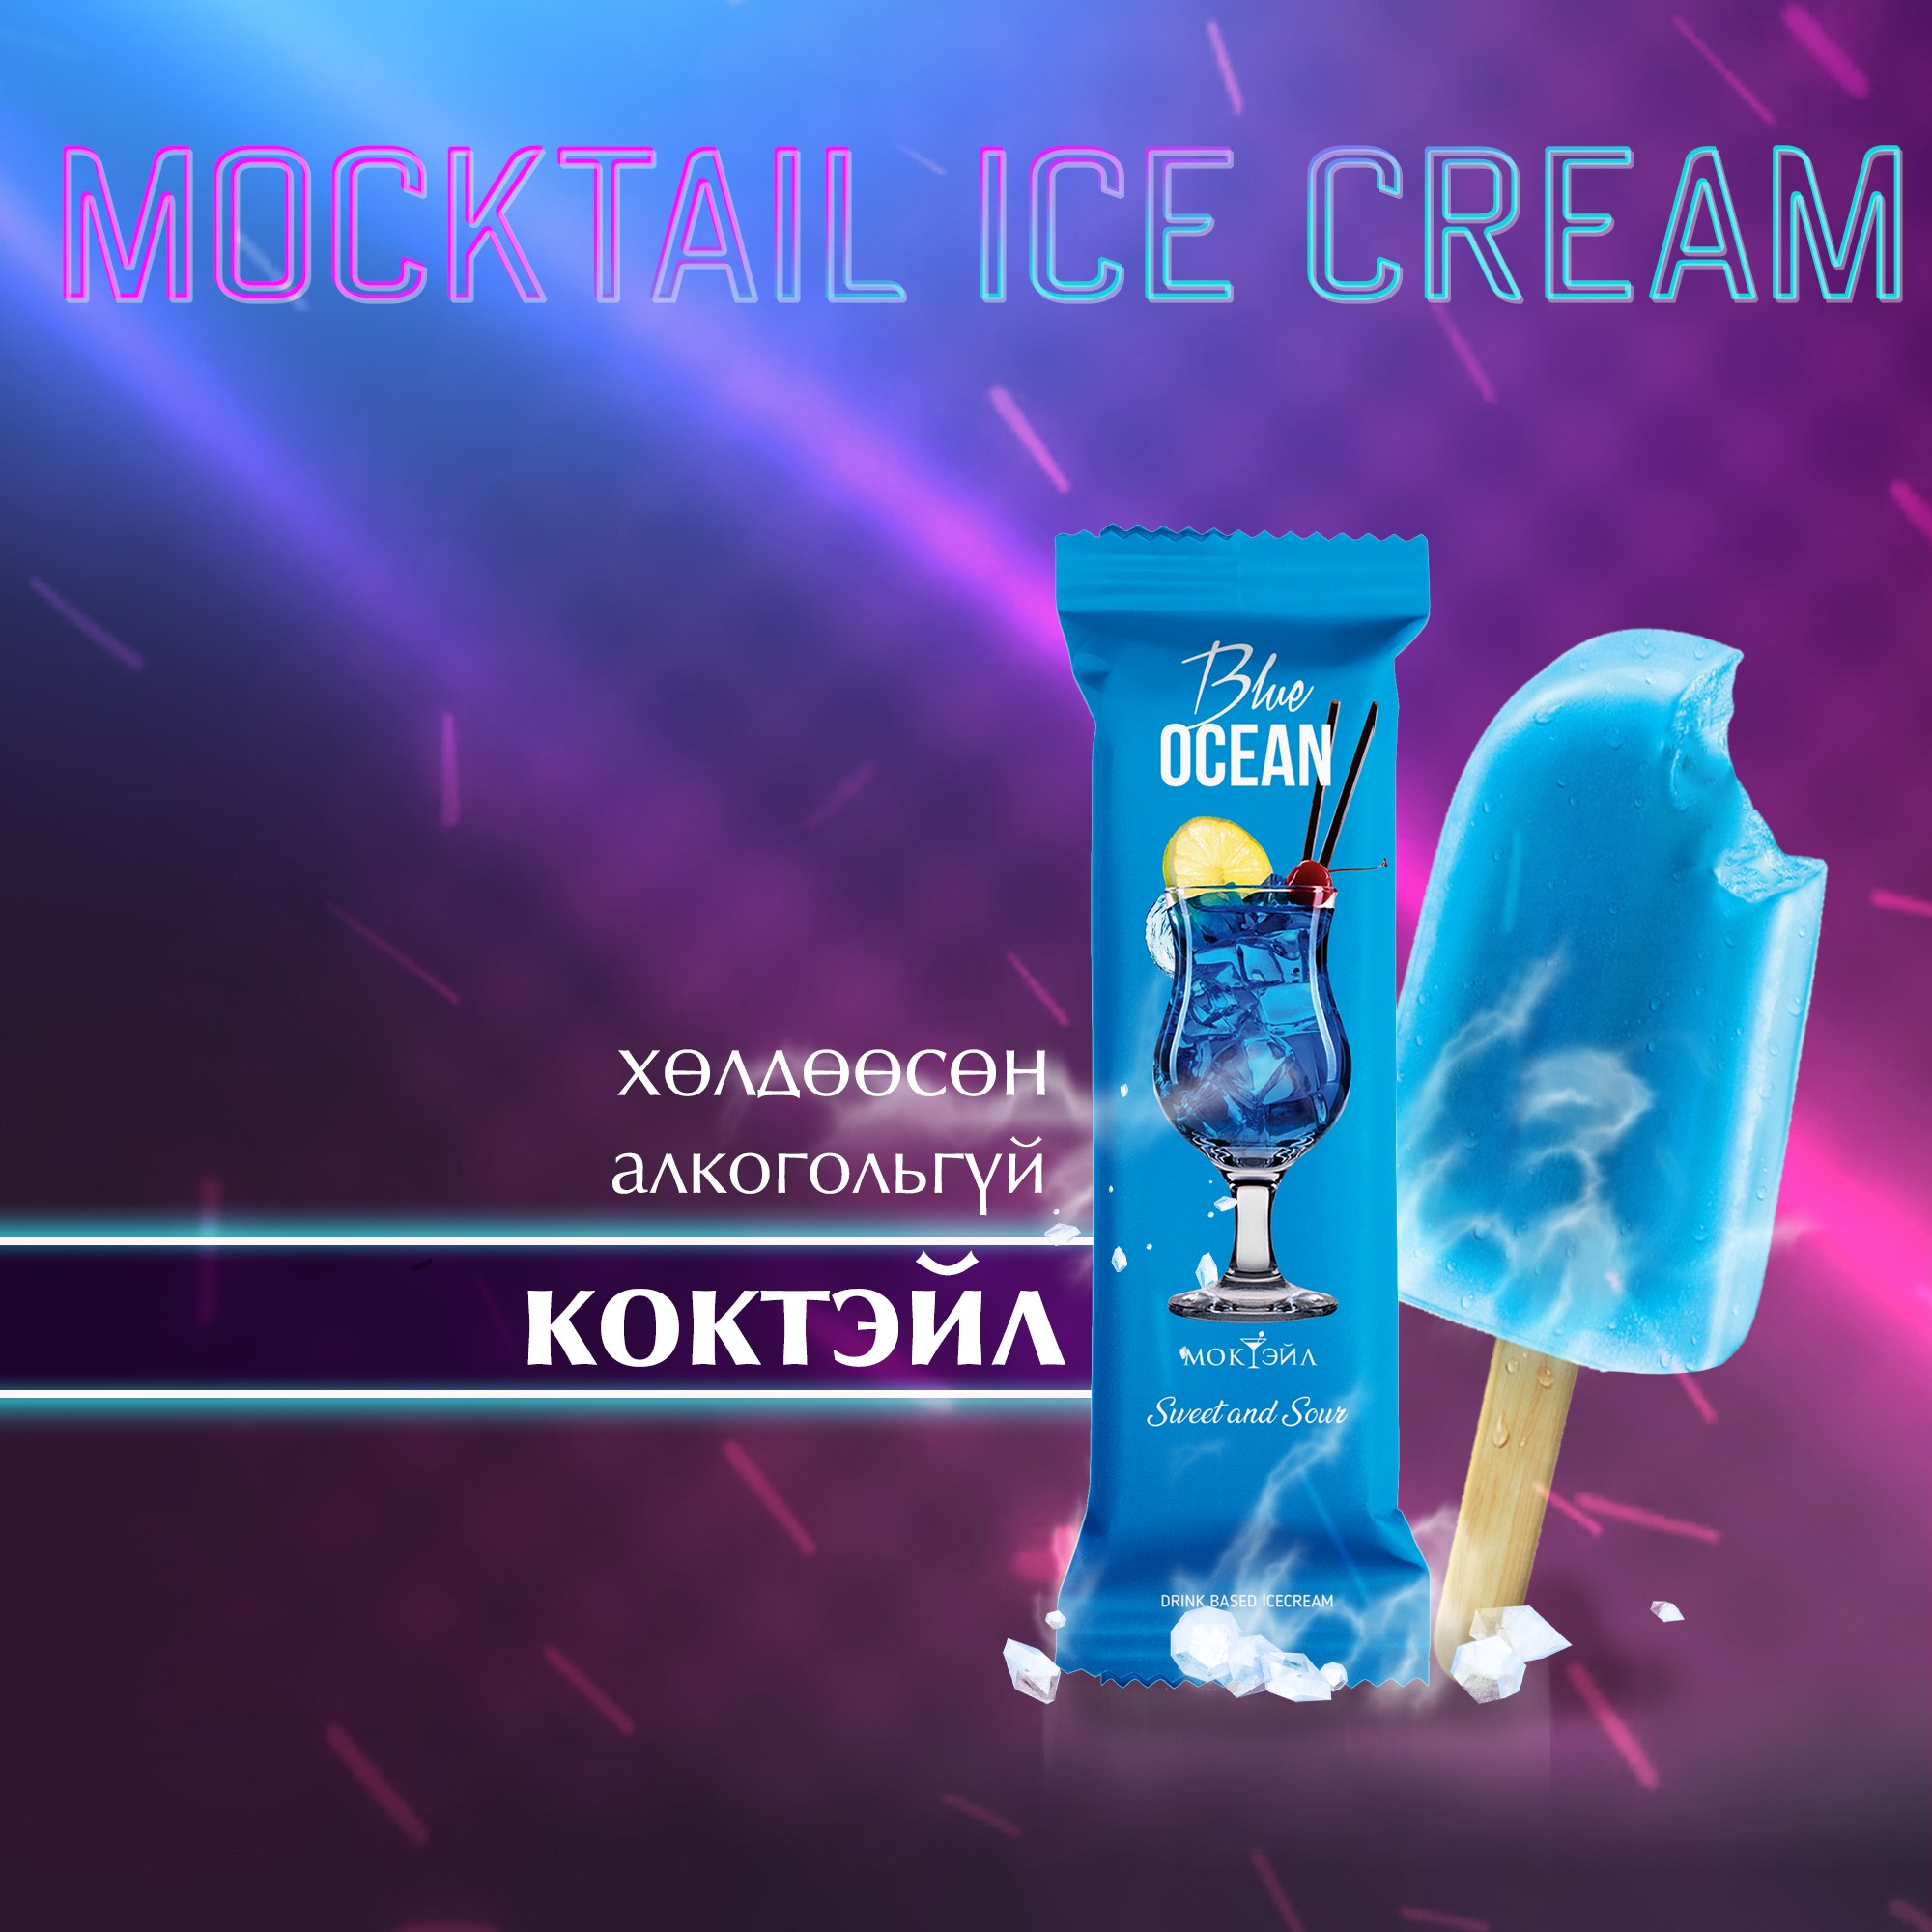 MOCKTAIL ICE CREAM
Blue
OCEAN
хөлдөөсөн
алкогольгүй
КОКТЭЙЛ
МОКТЭЙЛ
Sweet and Sour
DRINK BASED ICECREAM